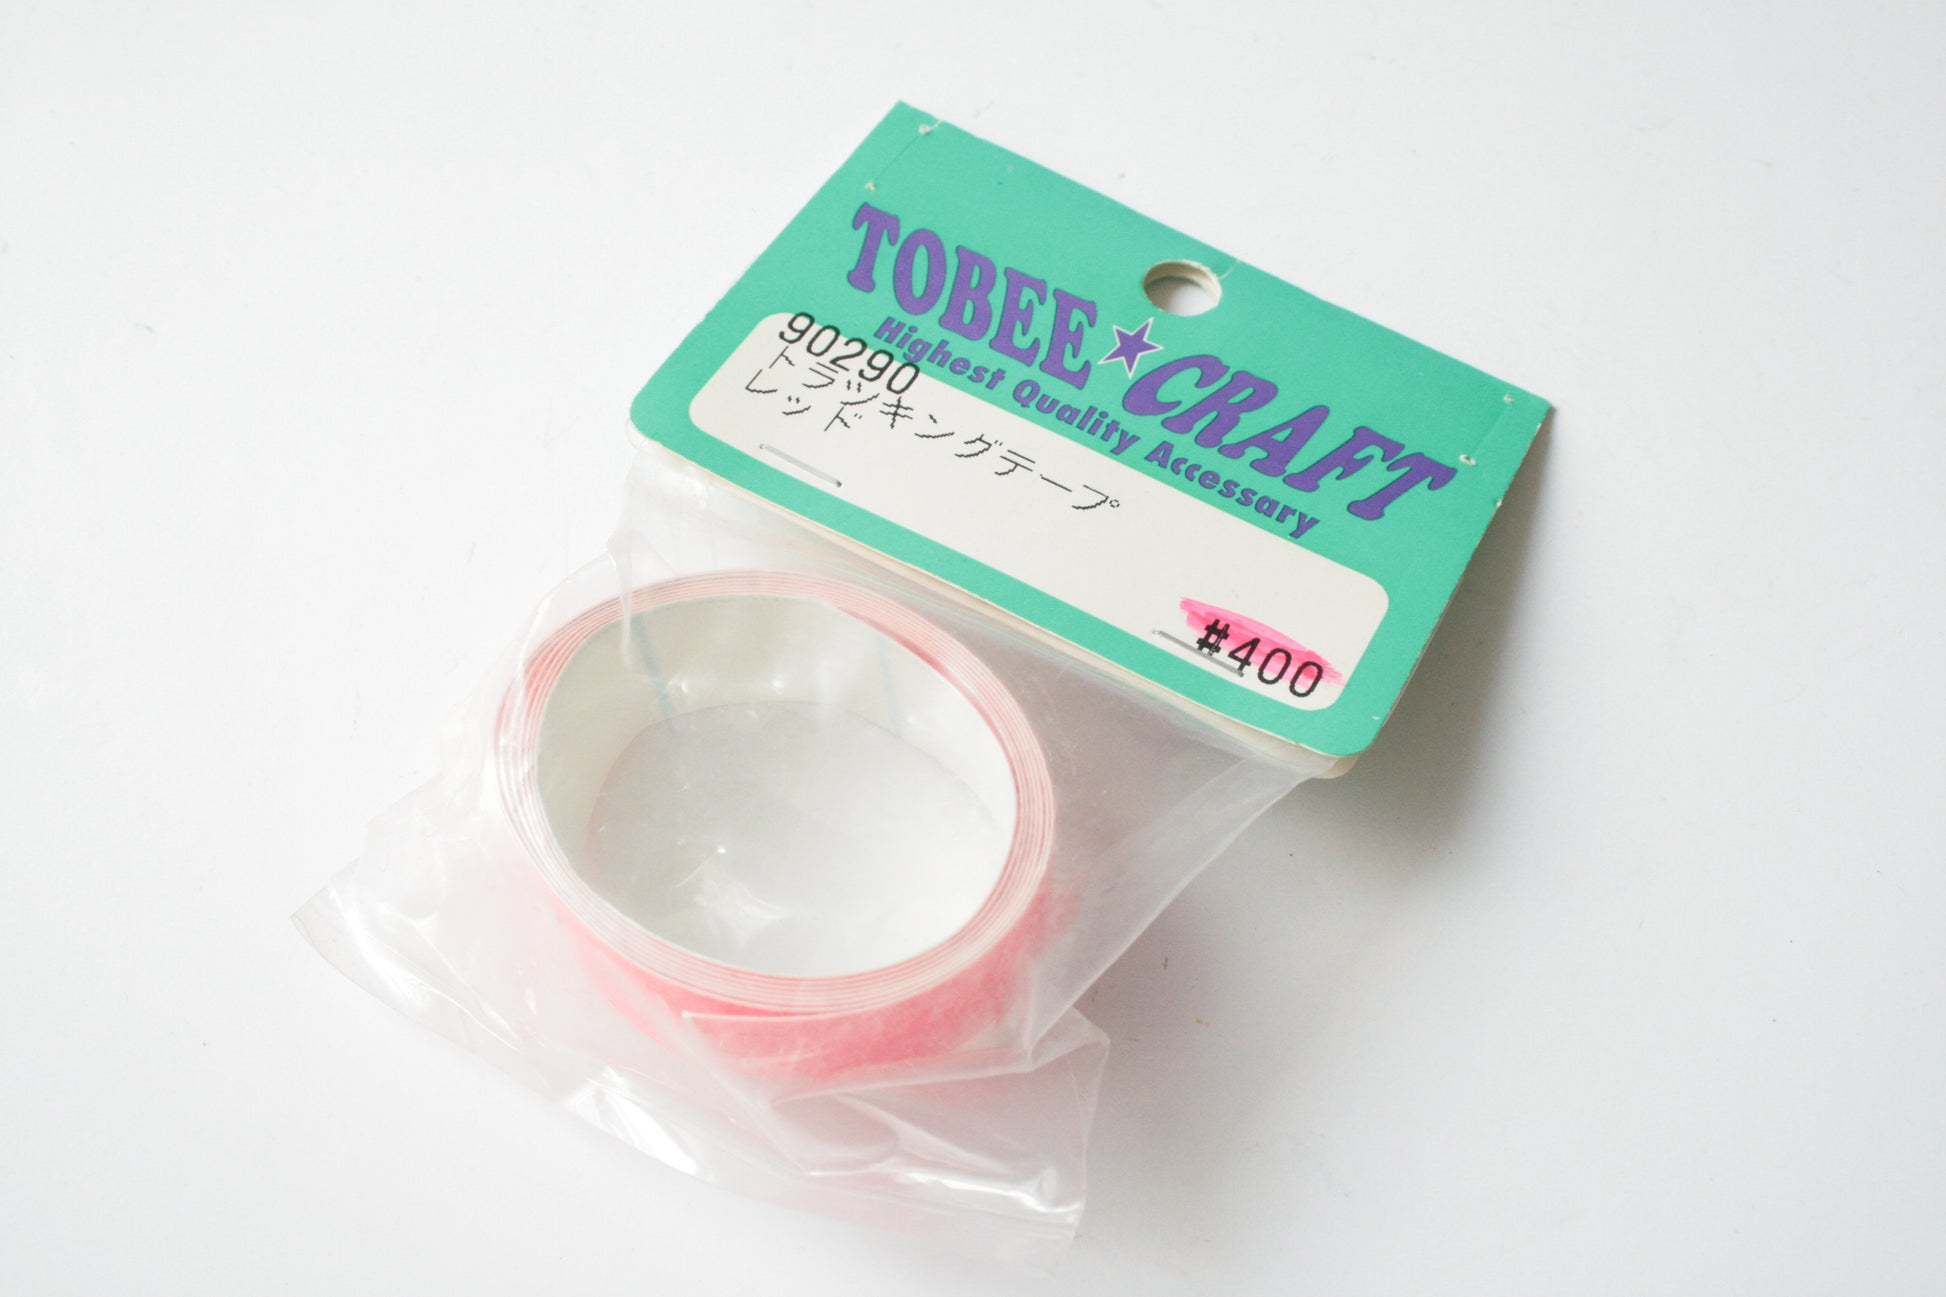 TOBEE★CRAFT
Highest Quality Accessary
90290
トラッキングテープ
レッド
#400